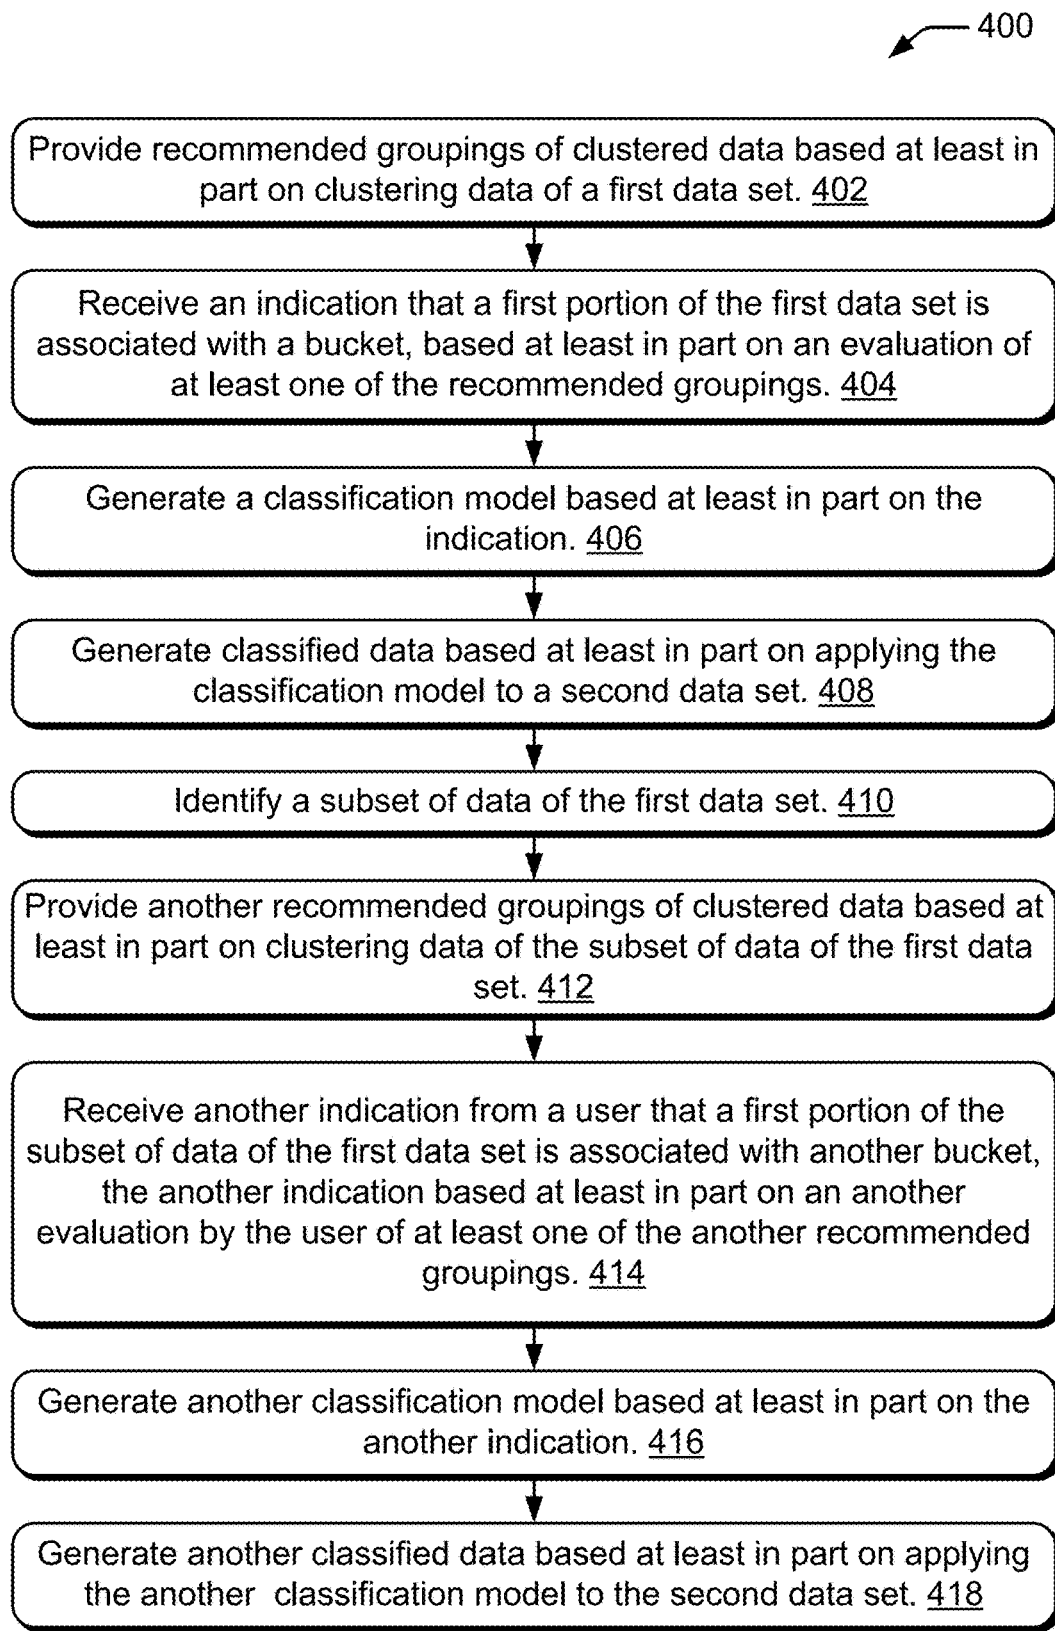 400
Provide recommended groupings of clustered data based at least in
part on clustering data of a first data set. 402
Receive an indication that a first portion of the first data set is
associated with a bucket, based at least in part on an evaluation of
at least one of the recommended groupings. 404
Generate a classification model based at least in part on the
indication. 406
Generate classified data based at least in part on applying the
classification model to a second data set. 408
Identify a subset of data of the first data set. 410
Provide another recommended groupings of clustered data based at
least in part on clustering data of the subset of data of the first data
set. 412
Receive another indication from a user that a first portion of the
subset of data of the first data set is associated with another bucket,
the another indication based at least in part on an another
evaluation by the user of at least one of the another recommended
groupings. 414
Generate another classification model based at least in part on the
another indication. 416
Generate another classified data based at least in part on applying
the another classification model to the second data set. 418